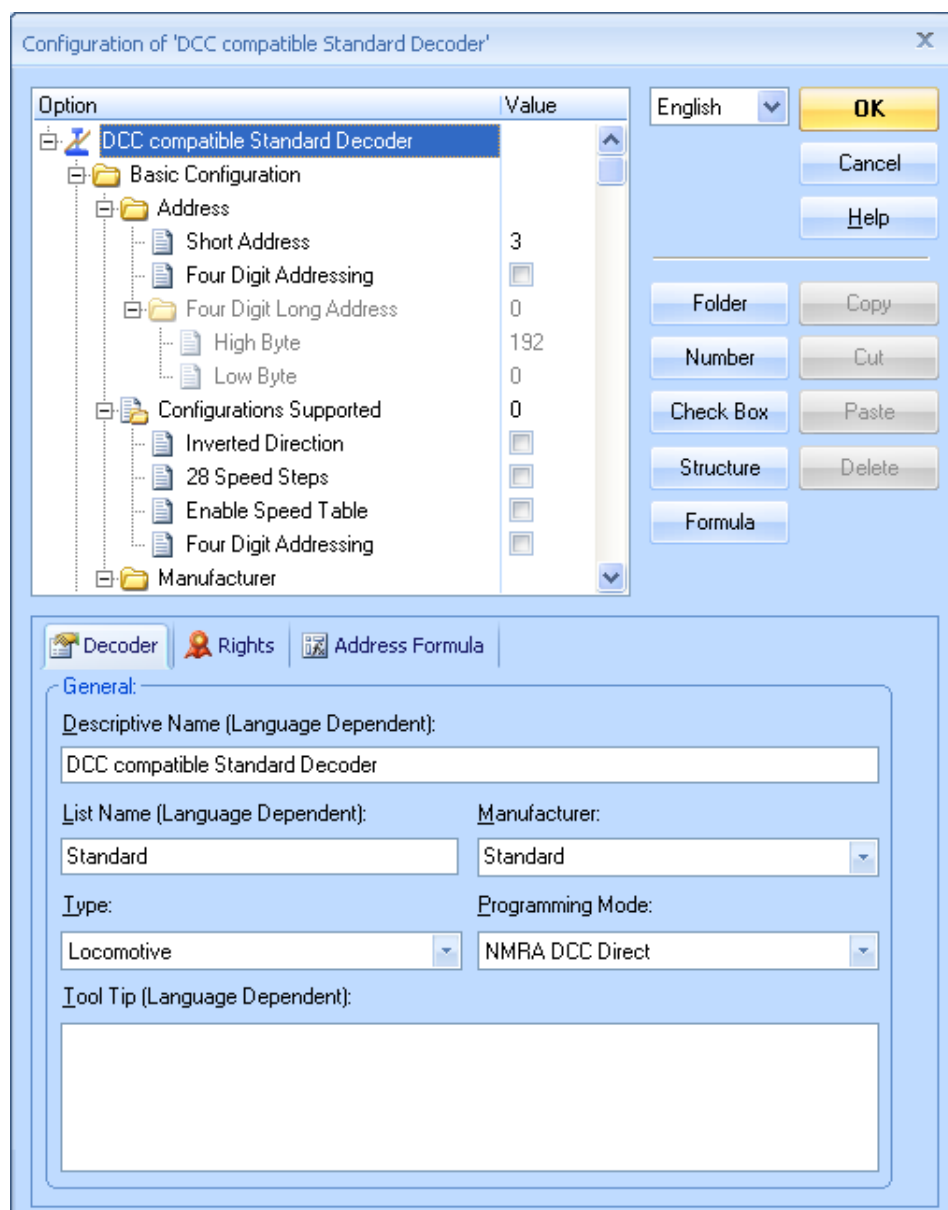 Configuration of 'DCC compatible Standard Decoder'
Option Value
DCC compatible Standard Decoder
Basic Configuration
Address
Short Address 3
Four Digit Addressing
Four Digit Long Address 0
High Byte 192
Low Byte 0
Configurations Supported 0
Inverted Direction
28 Speed Steps
Enable Speed Table
Four Digit Addressing
Manufacturer
English OK
Cancel
Help
Folder Copy
Number Cut
Check Box Paste
Structure Delete
Formula
Decoder Rights Address Formula
General:
Descriptive Name (Language Dependent):
DCC compatible Standard Decoder
List Name (Language Dependent): Manufacturer:
Standard Standard
Type: Programming Mode:
Locomotive NMRA DCC Direct
Tool Tip (Language Dependent):